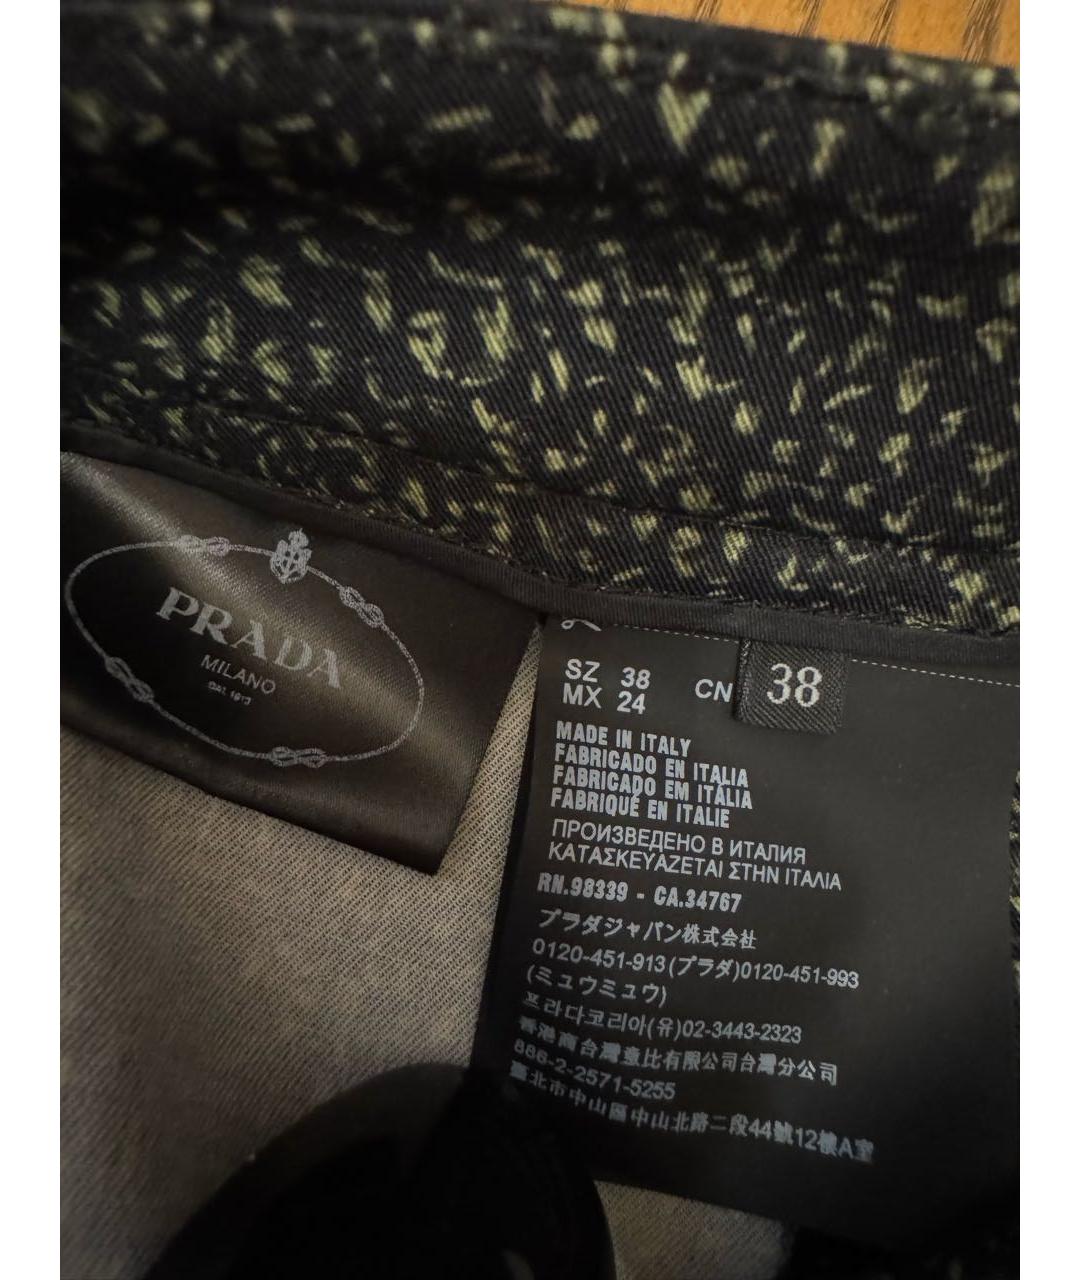 PRADA
MILANO
DAL 1913
SZ 38
MX 24
CN 38
MADE IN ITALY
FABRICADO EN ITALIA
FABRICADO EM ITÁLIA
FABRIQUÉ EN ITALIE
ПРОИЗВЕДЕНО В ИТАЛИЯ
ΚΑΤΑΣΚΕΥΑΖΕΤΑΙ ΣΤΗΝ ΙΤΑΛΙΑ
RN.98339 - CA.34767
プラダジャパン株式会社
0120-451-913(プラダ)0120-451-993
(ミュウミュウ)
프라다코리아(유)02-3443-2323
香港商台灣壹比有限公司台灣分公司
886-2-2571-5255
臺北市中山區中山北路二段44號12樓A室